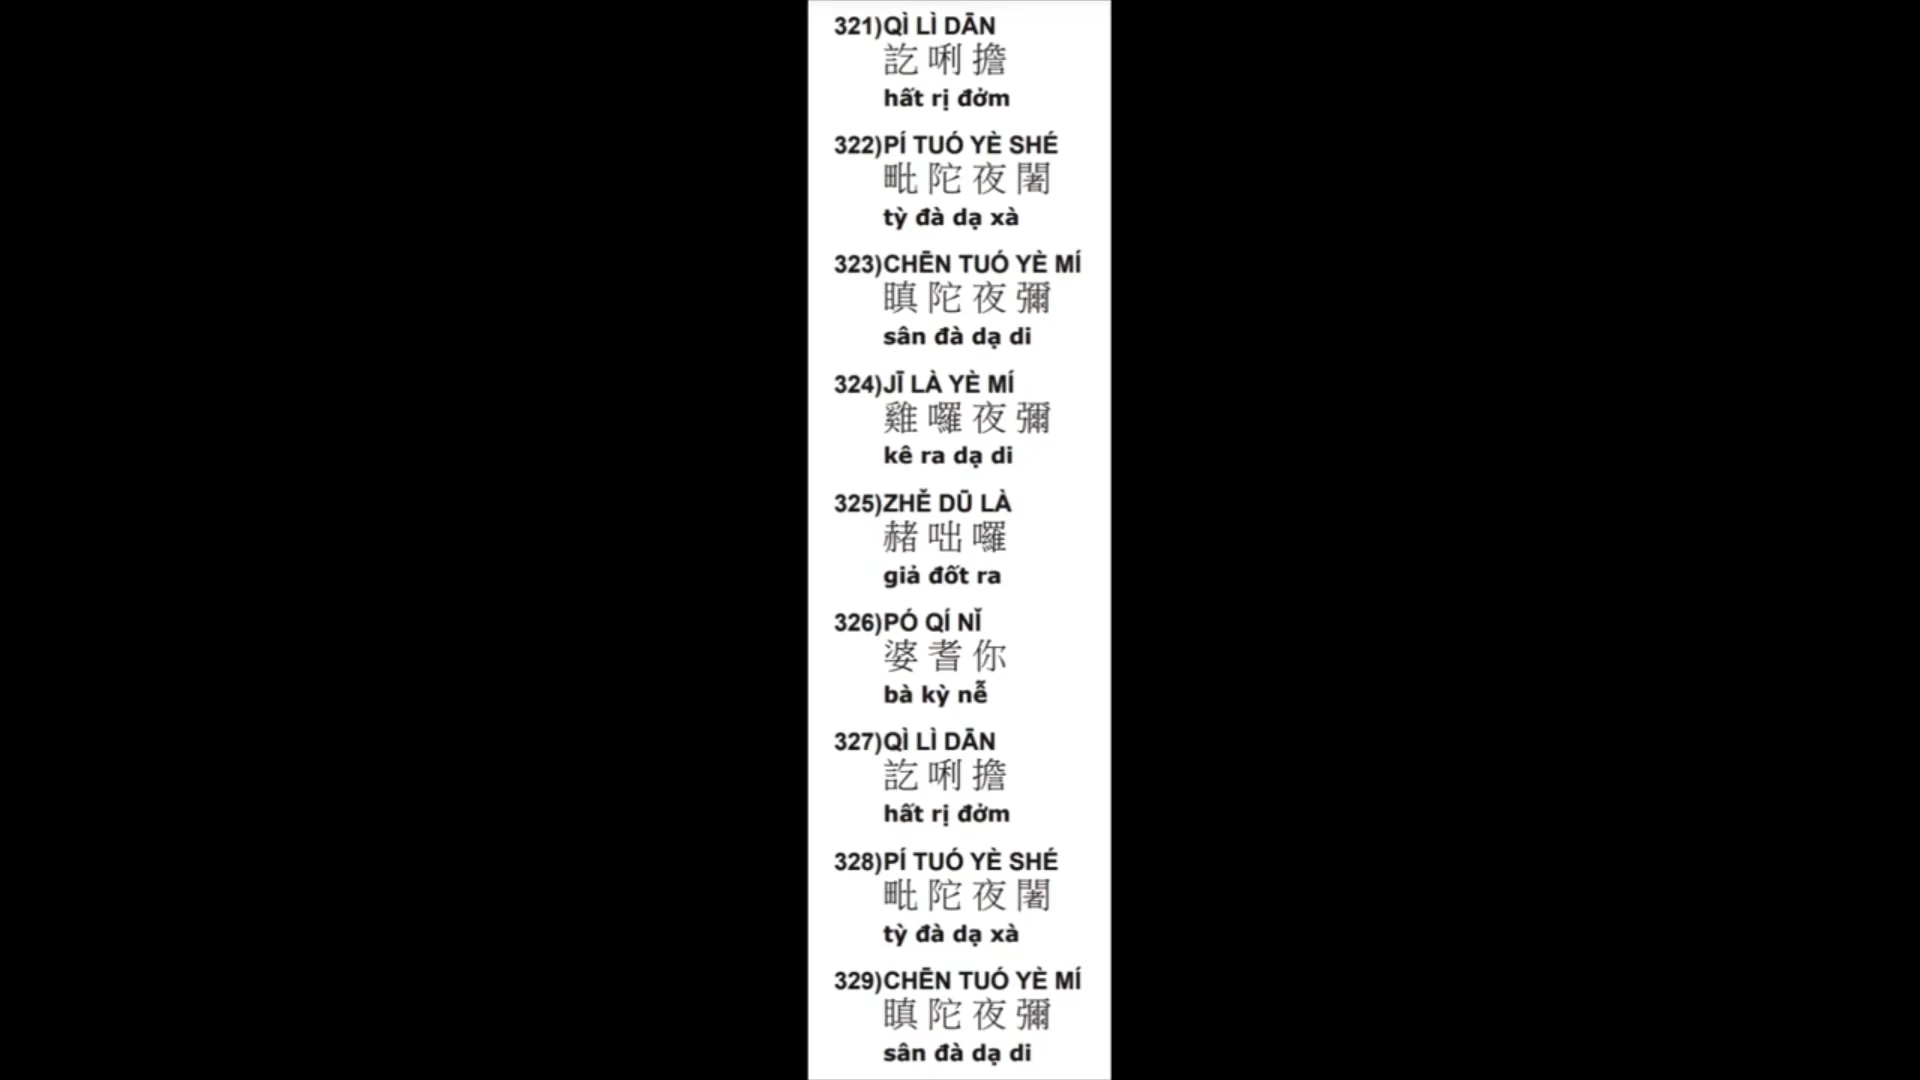 321)QÌ LÌ DĀN
訖 唎 擔
hất rị đởm
322)PÍ TUÓ YÈ SHÉ
毗 陀 夜 闍
tỳ đà dạ xà
323)CHĒN TUÓ YÈ MÍ
瞋 陀 夜 彌
sân đà dạ di
324)JĪ LÀ YÈ MÍ
雞 囉 夜 彌
kê ra dạ di
325)ZHĚ DŪ LÀ
赭 咄 囉
giả đốt ra
326)PÓ QÍ NǏ
婆 耆 你
bà kỳ nễ
327)QÌ LÌ DĀN
訖 唎 擔
hất rị đởm
328)PÍ TUÓ YÈ SHÉ
毗 陀 夜 闍
tỳ đà dạ xà
329)CHĒN TUÓ YÈ MÍ
瞋 陀 夜 彌
sân đà dạ di